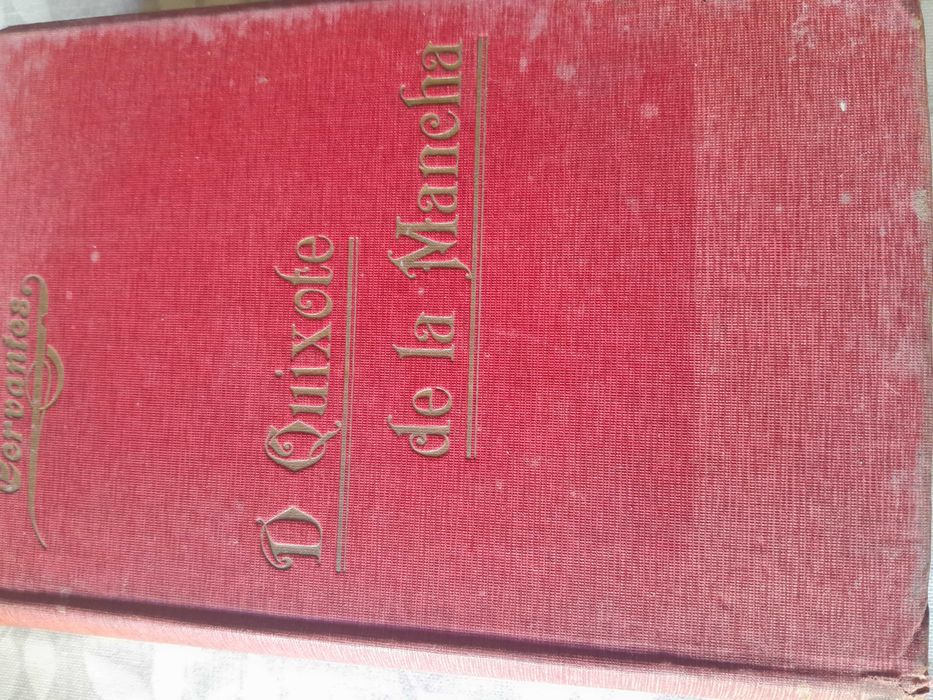 Cervantes
D Quixote
de la Mancha